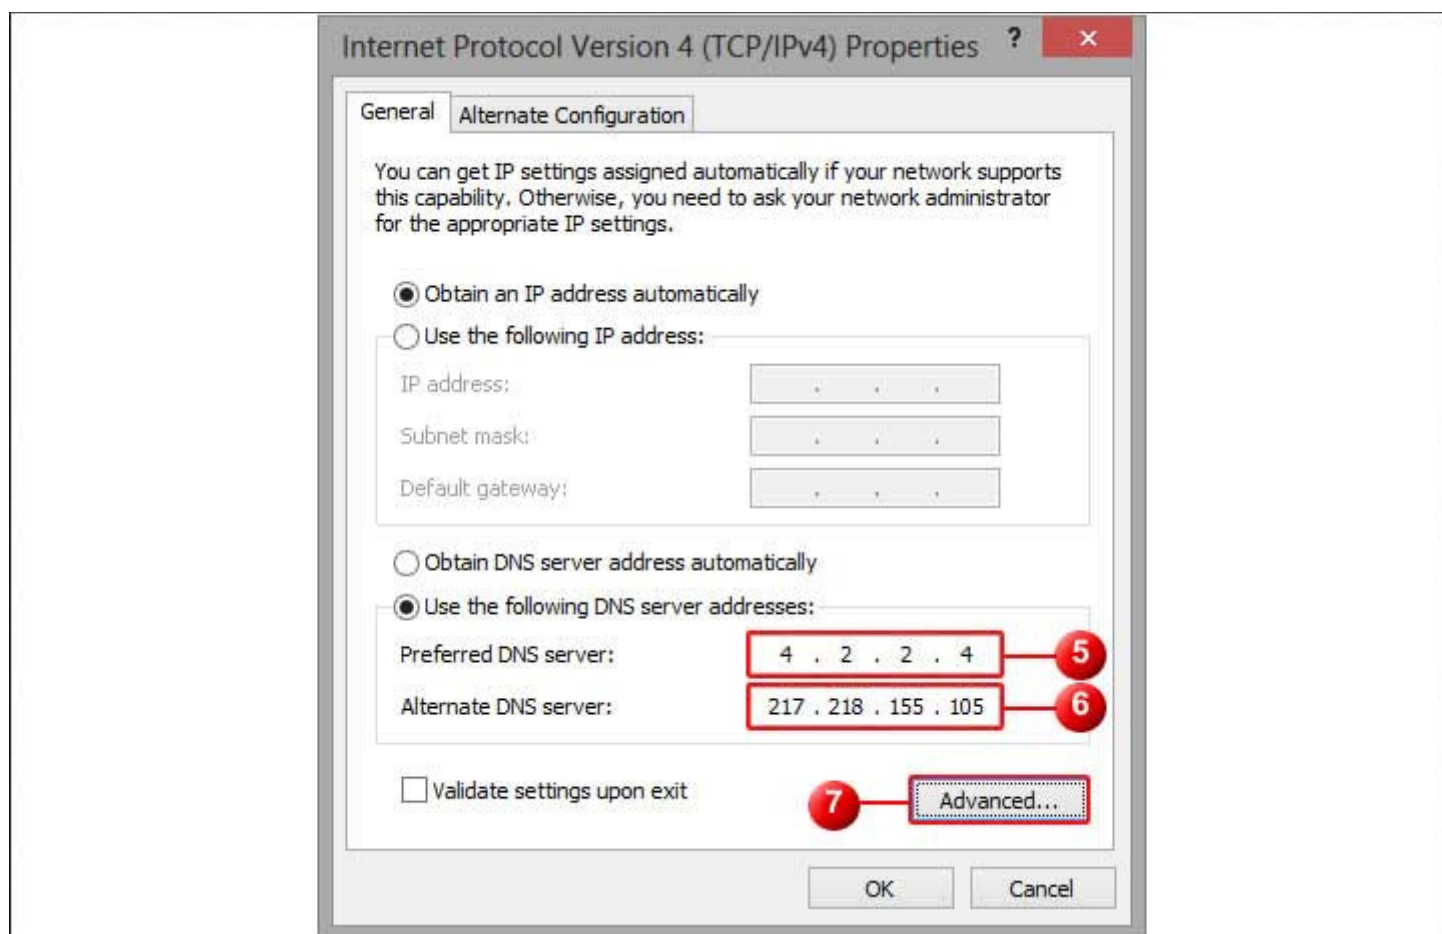 Internet Protocol Version 4 (TCP/IPv4) Properties ? ×
General Alternate Configuration
You can get IP settings assigned automatically if your network supports
this capability. Otherwise, you need to ask your network administrator
for the appropriate IP settings.
Obtain an IP address automatically
Use the following IP address:
IP address: . . .
Subnet mask: . . .
Default gateway: . . .
Obtain DNS server address automatically
Use the following DNS server addresses:
Preferred DNS server: 4 . 2 . 2 . 4 5
Alternate DNS server: 217 . 218 . 155 . 105 6
Validate settings upon exit 7 Advanced...
OK Cancel